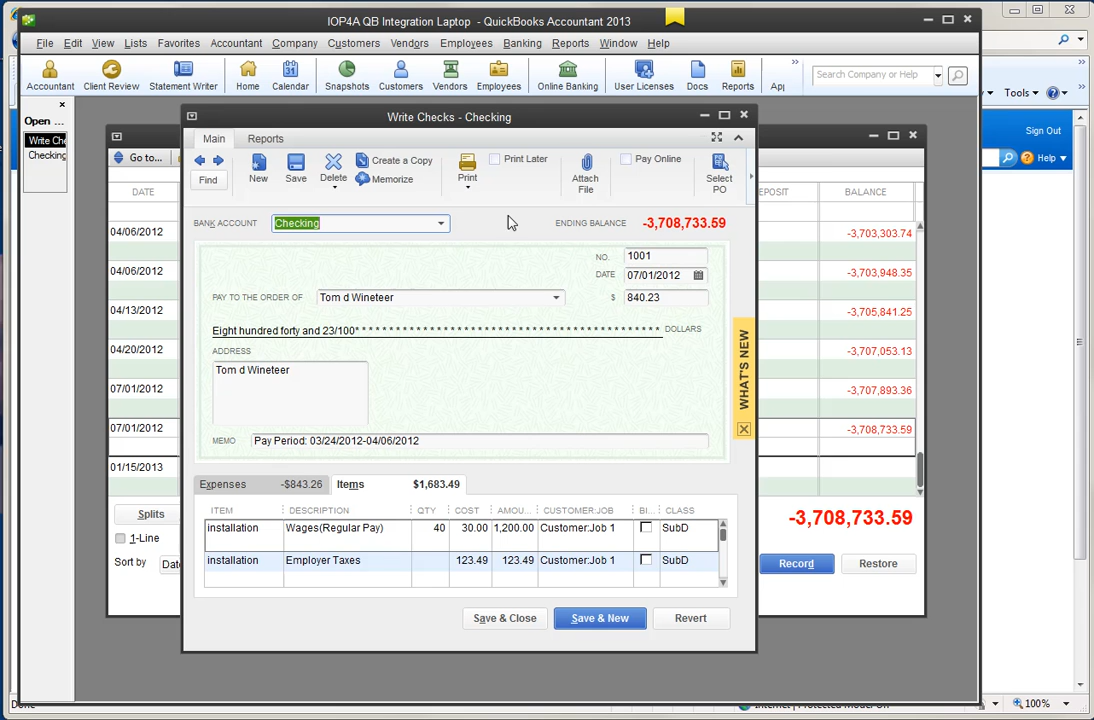 IOP4A QB Integration Laptop - QuickBooks Accountant 2013
File Edit View Lists Favorites Accountant Company Customers Vendors Employees Banking Reports Window Help
Accountant Client Review Statement Writer Home Calendar Snapshots Customers Vendors Employees Online Banking User Licenses Docs Reports
Search Company or Help
Tools
Open ...
Write Che
Checking
Sign Out
Help
Write Checks - Checking
Main Reports
Go to...
Find New Save Delete Create a Copy
Memorize
Print
Print Later
Attach File
Pay Online
Select PO
DATE
BALANCE
BANK ACCOUNT Checking ENDING BALANCE -3,708,733.59
04/06/2012 -3,703,303.74
04/06/2012 -3,703,948.35
04/13/2012 -3,705,841.25
04/20/2012 -3,707,053.13
07/01/2012 -3,707,893.36
07/01/2012 -3,708,733.59
01/15/2013
NO. 1001
DATE 07/01/2012
PAY TO THE ORDER OF Tom d Wineteer $ 840.23
Eight hundred forty and 23/100* * * * * * * * * * * * * * * * * * * * * * * * * * * * * * * * * * * * * * * * * * DOLLARS
ADDRESS
Tom d Wineteer
MEMO Pay Period: 03/24/2012-04/06/2012
WHAT'S NEW
Expenses -$843.26 Items $1,683.49
ITEM DESCRIPTION QTY COST AMOU... CUSTOMER:JOB BI... CLASS
installation Wages(Regular Pay) 40 30.00 1,200.00 Customer:Job 1 SubD
installation Employer Taxes 123.49 123.49 Customer:Job 1 SubD
Save & Close Save & New Revert
Splits
1-Line
Sort by Dat
-3,708,733.59
Record Restore
100%